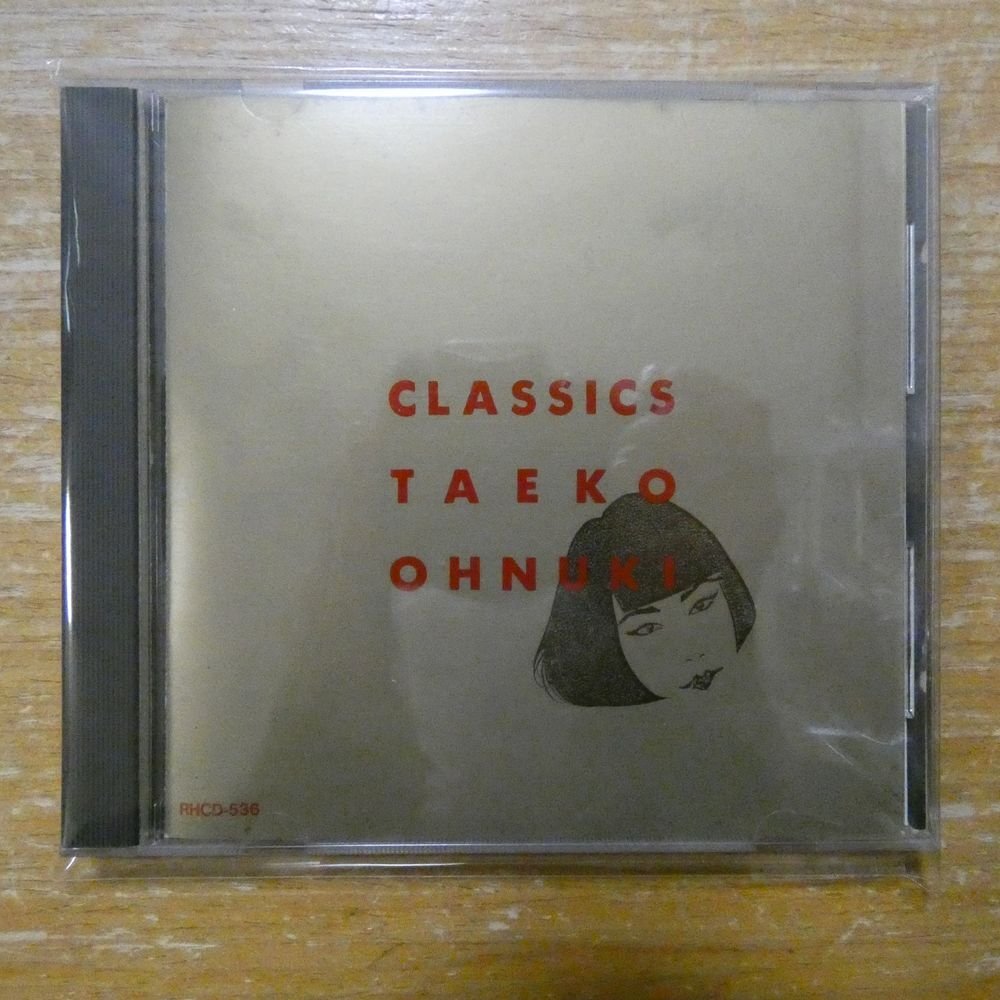 CLASSICS
TAEKO
OHNUKI
RHCD-536